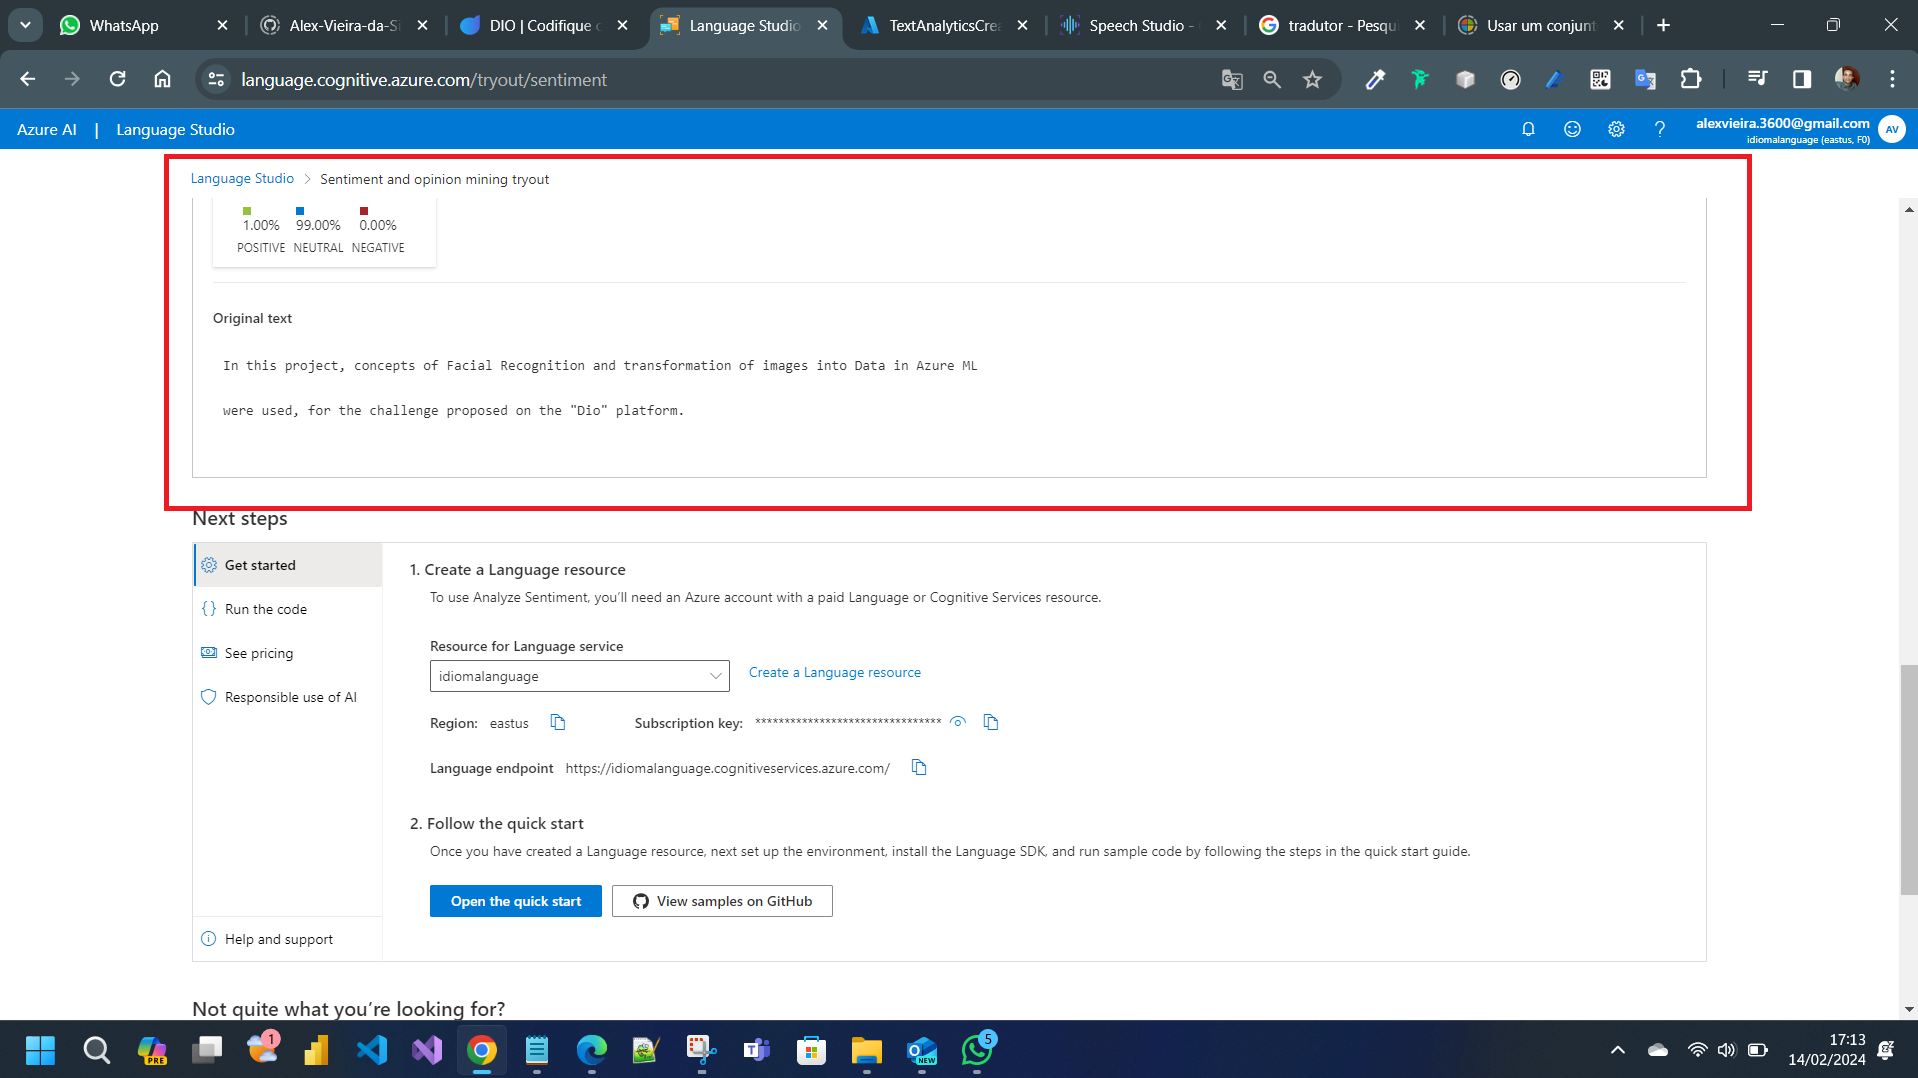 WhatsApp
Alex-Vieira-da-Si
DIO | Codifique o
Language Studio
TextAnalyticsCrea
Speech Studio -
tradutor - Pesqu
Usar um conjunt
language.cognitive.azure.com/tryout/sentiment
Azure AI | Language Studio
alexvieira.3600@gmail.com
idiomalanguage (eastus, F0)
AV
Language Studio > Sentiment and opinion mining tryout
1.00% 99.00% 0.00%
POSITIVE NEUTRAL NEGATIVE
Original text
In this project, concepts of Facial Recognition and transformation of images into Data in Azure ML
were used, for the challenge proposed on the "Dio" platform.
Next steps
Get started
Run the code
See pricing
Responsible use of AI
Help and support
1. Create a Language resource
To use Analyze Sentiment, you’ll need an Azure account with a paid Language or Cognitive Services resource.
Resource for Language service
idiomalanguage
Create a Language resource
Region: eastus
Subscription key: ********************************
Language endpoint https://idiomalanguage.cognitiveservices.azure.com/
2. Follow the quick start
Once you have created a Language resource, next set up the environment, install the Language SDK, and run sample code by following the steps in the quick start guide.
Open the quick start
View samples on GitHub
Not quite what you’re looking for?
PRE
1
NEW
5
17:13
14/02/2024